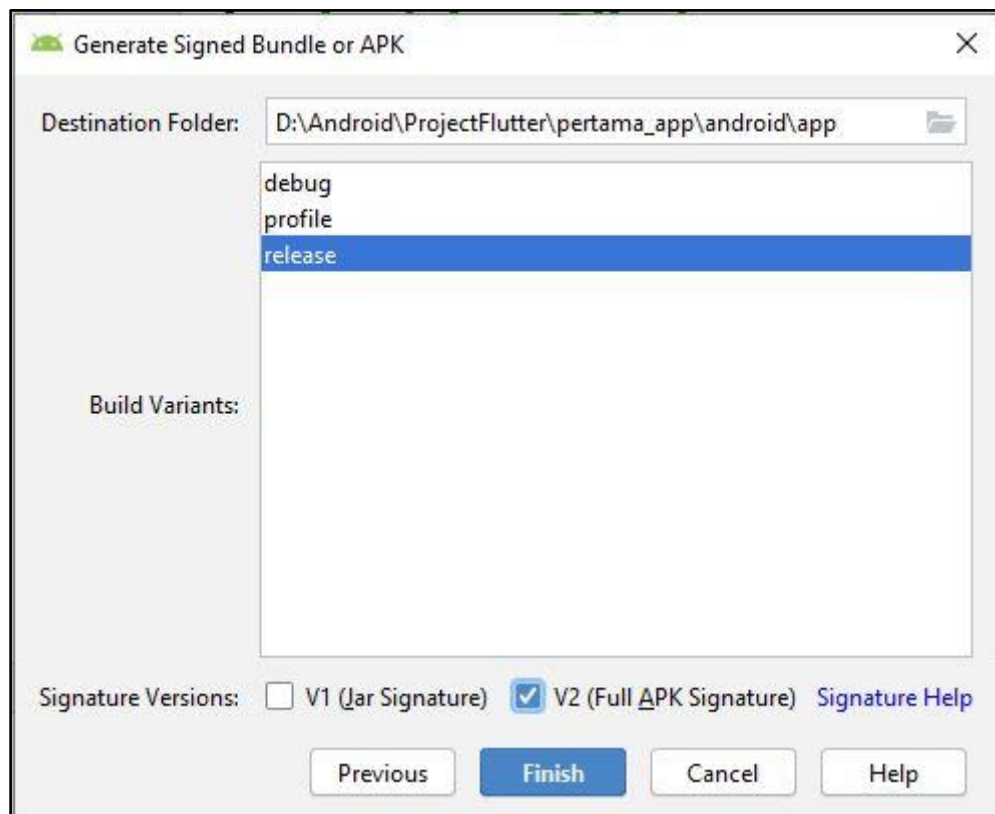 Generate Signed Bundle or APK
Destination Folder: D:\Android\ProjectFlutter\pertama_app\android\app
debug
profile
release
Build Variants:
Signature Versions: V1 (Jar Signature) V2 (Full APK Signature) Signature Help
Previous Finish Cancel Help